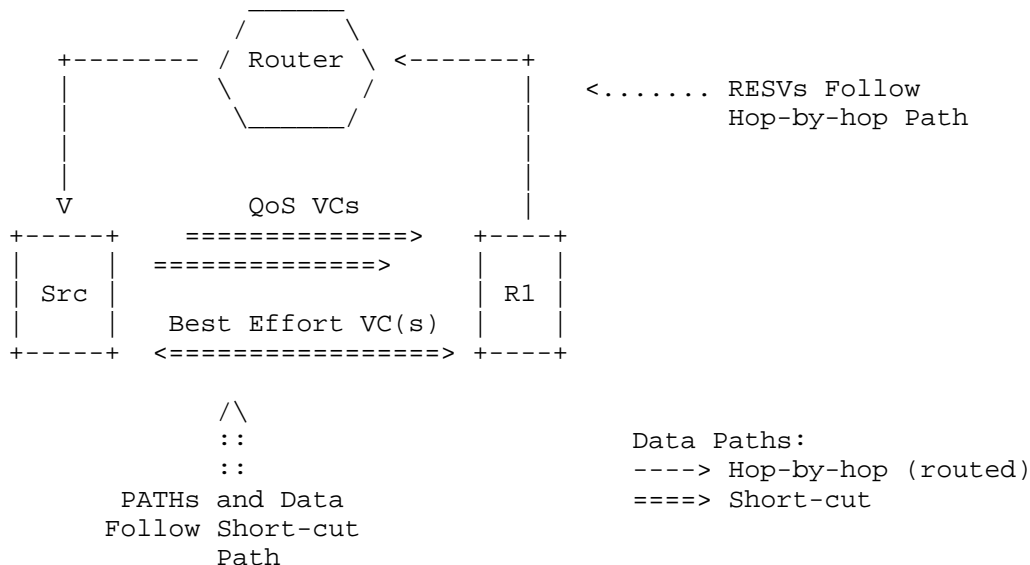 Router
<....... RESVs Follow
Hop-by-hop Path
V
QoS VCs
Src
R1
Best Effort VC(s)
Data Paths:
----> Hop-by-hop (routed)
====> Short-cut
PATHs and Data
Follow Short-cut
Path